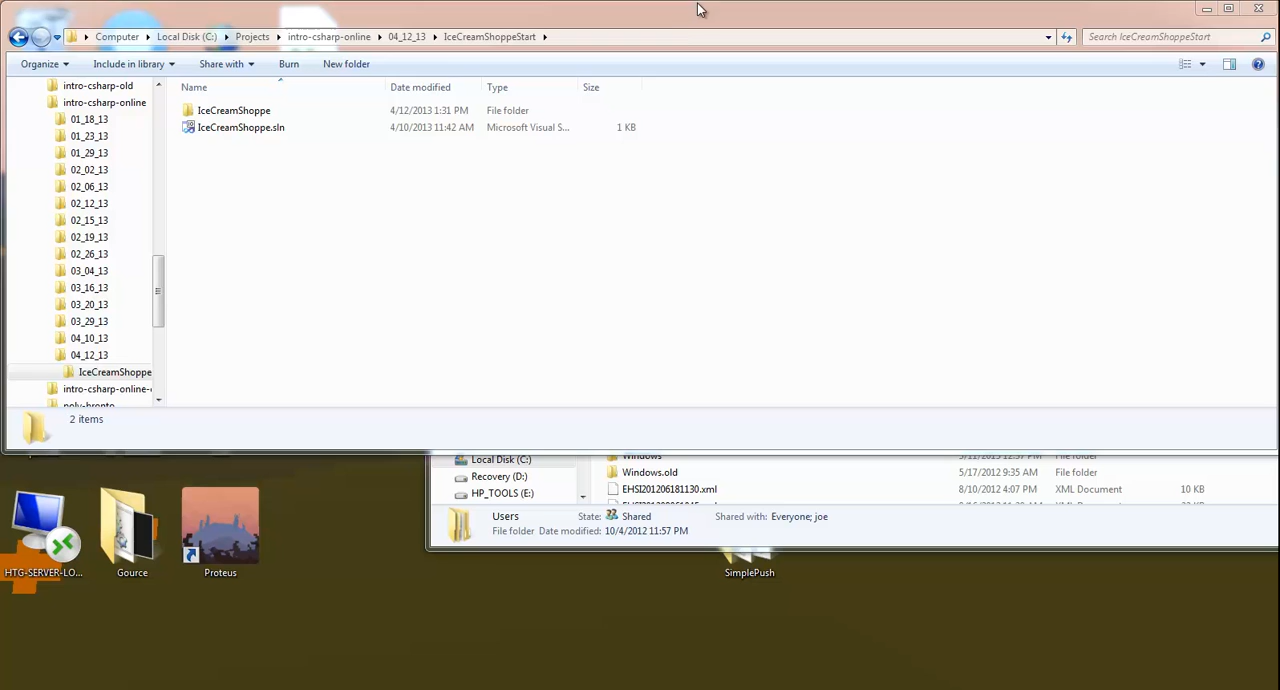 Computer Local Disk (C:) Projects intro-csharp-online 04_12_13 IceCreamShoppeStart
Search IceCreamShoppeStart
Organize Include in library Share with Burn New folder
Name Date modified Type Size
intro-csharp-old
intro-csharp-online
01_18_13
01_23_13
01_29_13
02_02_13
02_06_13
02_12_13
02_15_13
02_19_13
02_26_13
03_04_13
03_16_13
03_20_13
03_29_13
04_10_13
04_12_13
IceCreamShoppe
intro-csharp-online-
poly-bronto
IceCreamShoppe 4/12/2013 1:31 PM File folder
IceCreamShoppe.sln 4/10/2013 11:42 AM Microsoft Visual S... 1 KB
2 items
Local Disk (C:)
Recovery (D:)
HP_TOOLS (E:)
Windows File folder
Windows.old 5/17/2012 9:35 AM File folder
EHSI201206181130.xml 8/10/2012 4:07 PM XML Document 10 KB
Users State: Shared Shared with: Everyone; joe
File folder Date modified: 10/4/2012 11:57 PM
HTG-SERVER-LO...
Gource
Proteus
SimplePush